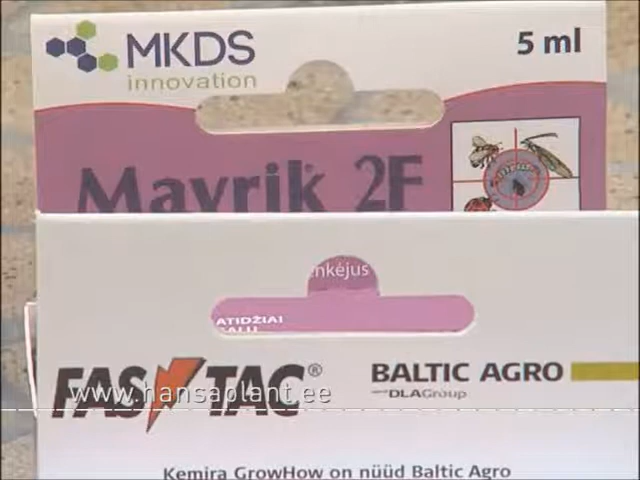 MKDS
innovation
5 ml
Mavrik 2F
nkėjus
ATIDŽIAI
FASTAC®
BALTIC AGRO
DLAGroup
www.hansaplant.ee
Kemira GrowHow on nüüd Baltic Agro